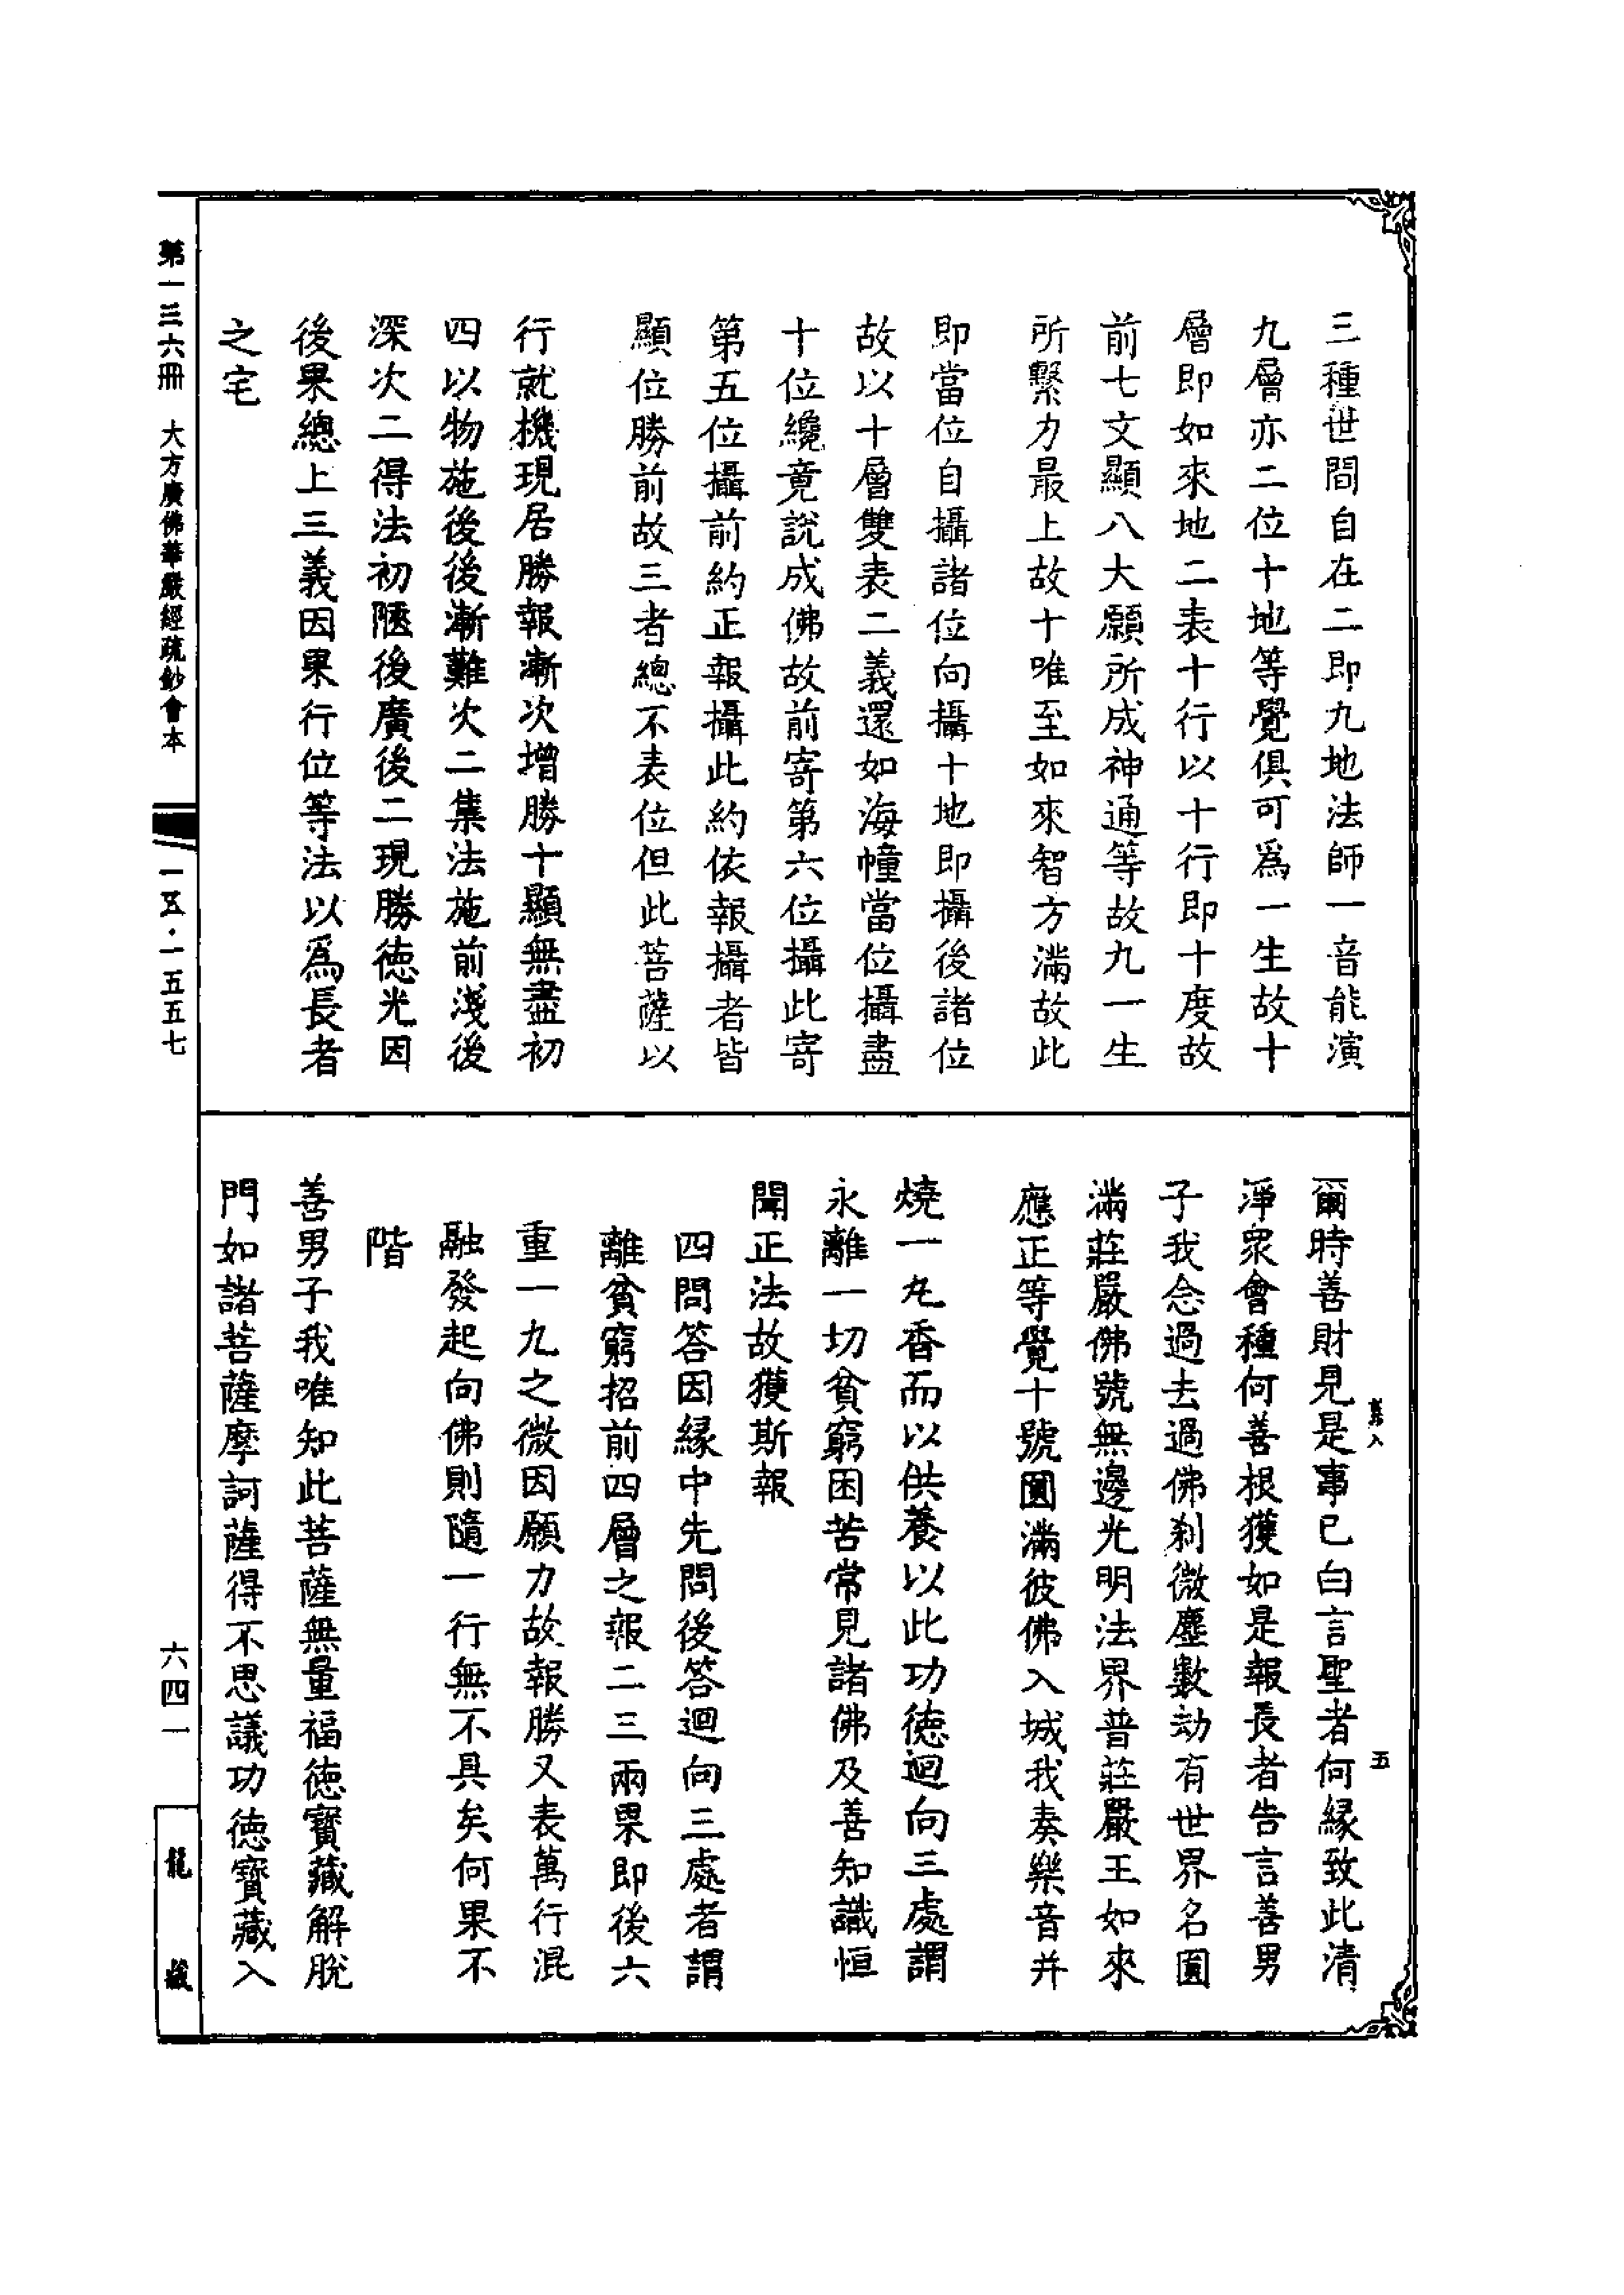 三種世間自在二即九地法師一音能演
九層亦二位十地等覺俱可為一生故十
層即如來地二表十行以十行即十度故
前七文顯八大願所成神通等故九一生
所繫力最上故十唯至如來智方滿故此
即當位自攝諸位向攝十地即攝後諸位
故以十層雙表二義還如海幢當位攝盡
十位纔竟說成佛故前寄第六位攝此寄
第五位攝前約正報攝此約依報攝者皆
顯位勝前故三者總不表位但此菩薩以
行就機現居勝報漸次增勝十顯無盡初
四以物施後後漸難次二集法施前淺後
深次二得法初陿後廣後二現勝德光因
後果總上三義因果行位等法以為長者
之宅
爾時善財見是事已白言聖者何緣致此清
淨衆會種何善根獲如是報長者告言善男
子我念過去過佛刹微塵數劫有世界名圓
滿莊嚴佛號無邊光明法界普莊嚴王如來
應正等覺十號圓滿彼佛入城我奏樂音并
燒一丸香而以供養以此功德迴向三處謂
永離一切貧窮困苦常見諸佛及善知識恒
聞正法故獲斯報
四問答因緣中先問後答迴向三處者謂
離貧窮招前四層之報二三兩果即後六
重一九之微因願力故報勝又表萬行混
融發起向佛則隨一行無不具矣何果不
階
善男子我唯知此菩薩無量福德寶藏解脫
門如諸菩薩摩訶薩得不思議功德寶藏入
五
第一三六冊 大方廣佛華嚴經疏鈔會本
一五·一五五七
六四一
龍藏